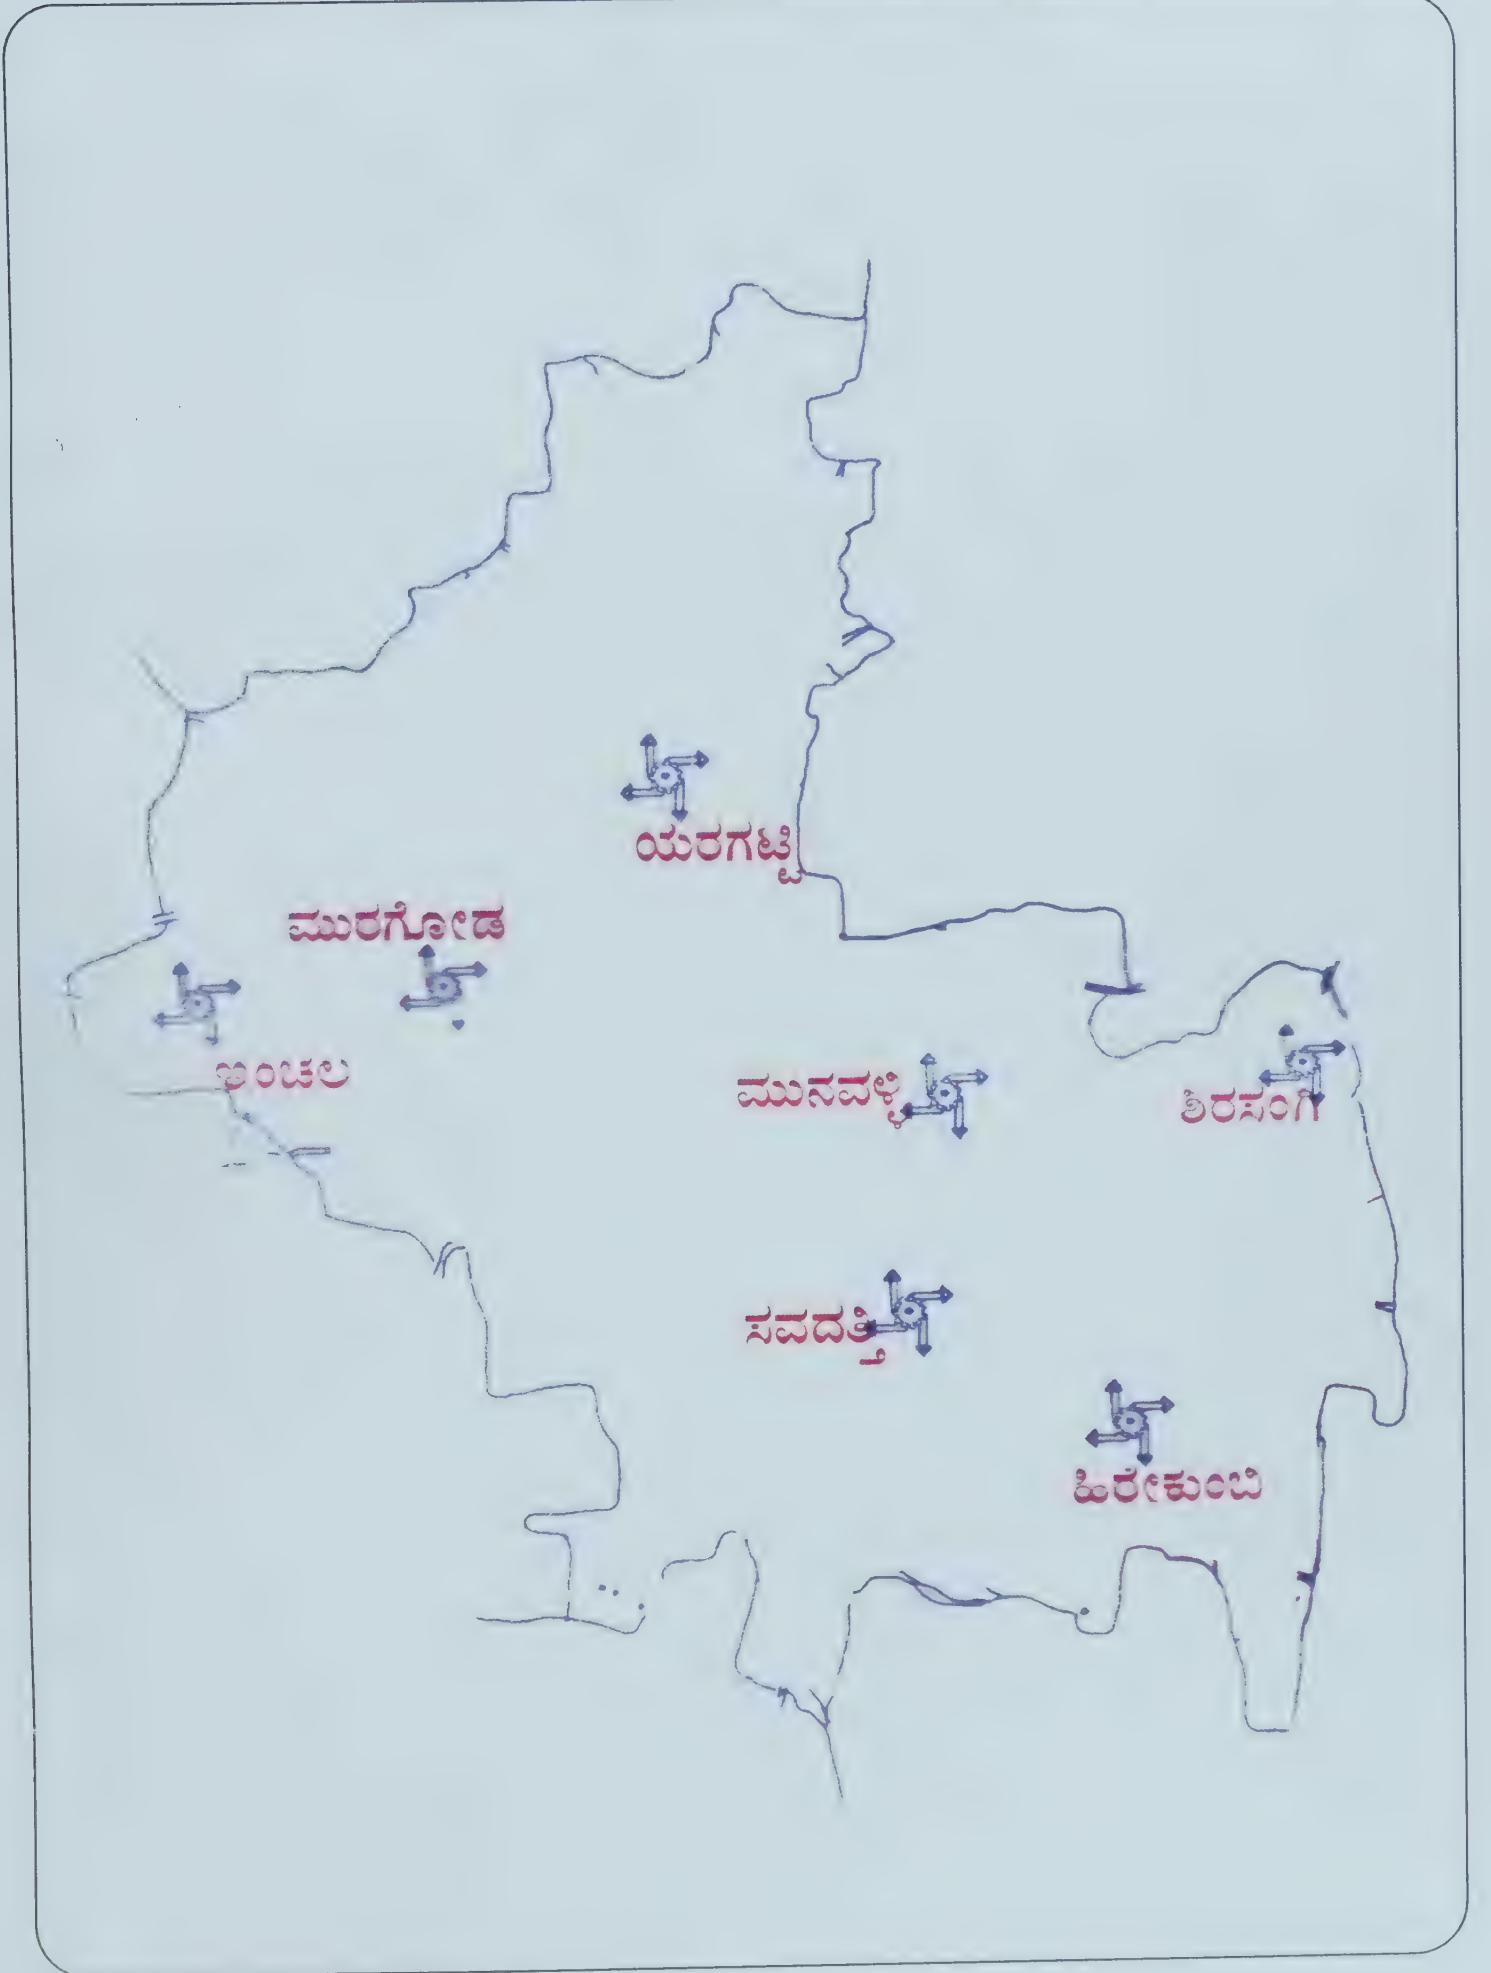 ಯರಗಟ್ಟಿ
ಮುರಗೋಡ
ಇಂಚಲ
ಮುನವಳ್ಳಿ
ಶಿರಸಂಗಿ
ಸವದತ್ತಿ
ಹಿರೇಕುಂಬಿ